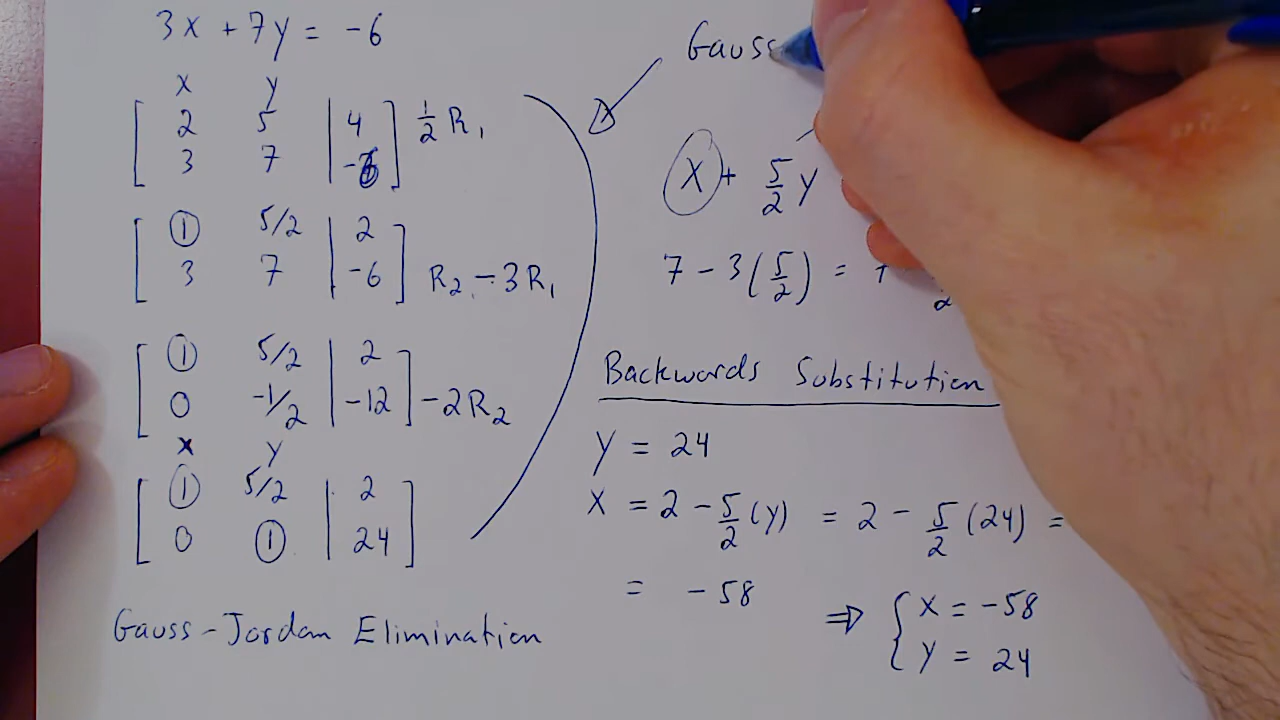 3x + 7y = -6
x y
[ 2 5 | 4 ] 1/2 R₁
[ 3 7 | -6 ]
[ 1 5/2 | 2 ]
[ 3 7 | -6 ] R₂ - 3R₁
[ 1 5/2 | 2 ]
[ 0 -1/2 | -12 ] -2R₂
x y
[ 1 5/2 | 2 ]
[ 0 1 | 24 ]
Gauss-Jordan Elimination
Gauss
x + 5/2 y
7 - 3(5/2) =
Backwards Substitution
y = 24
x = 2 - 5/2 (y) = 2 - 5/2 (24) =
= -58
⇒ { x = -58
{ y = 24